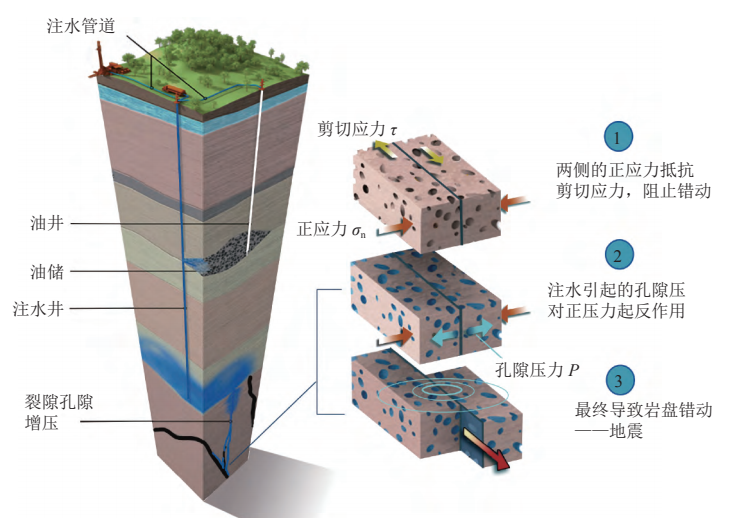 注水管道
油井
油储
注水井
裂隙孔隙
增压
剪切应力 τ
正应力 σn
孔隙压力 P
1
两侧的正应力抵抗
剪切应力，阻止错动
2
注水引起的孔隙压
对正压力起反作用
3
最终导致岩盘错动
——地震